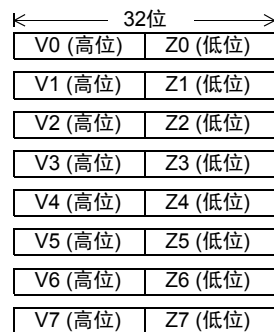 32位
V0 (高位) Z0 (低位)
V1 (高位) Z1 (低位)
V2 (高位) Z2 (低位)
V3 (高位) Z3 (低位)
V4 (高位) Z4 (低位)
V5 (高位) Z5 (低位)
V6 (高位) Z6 (低位)
V7 (高位) Z7 (低位)